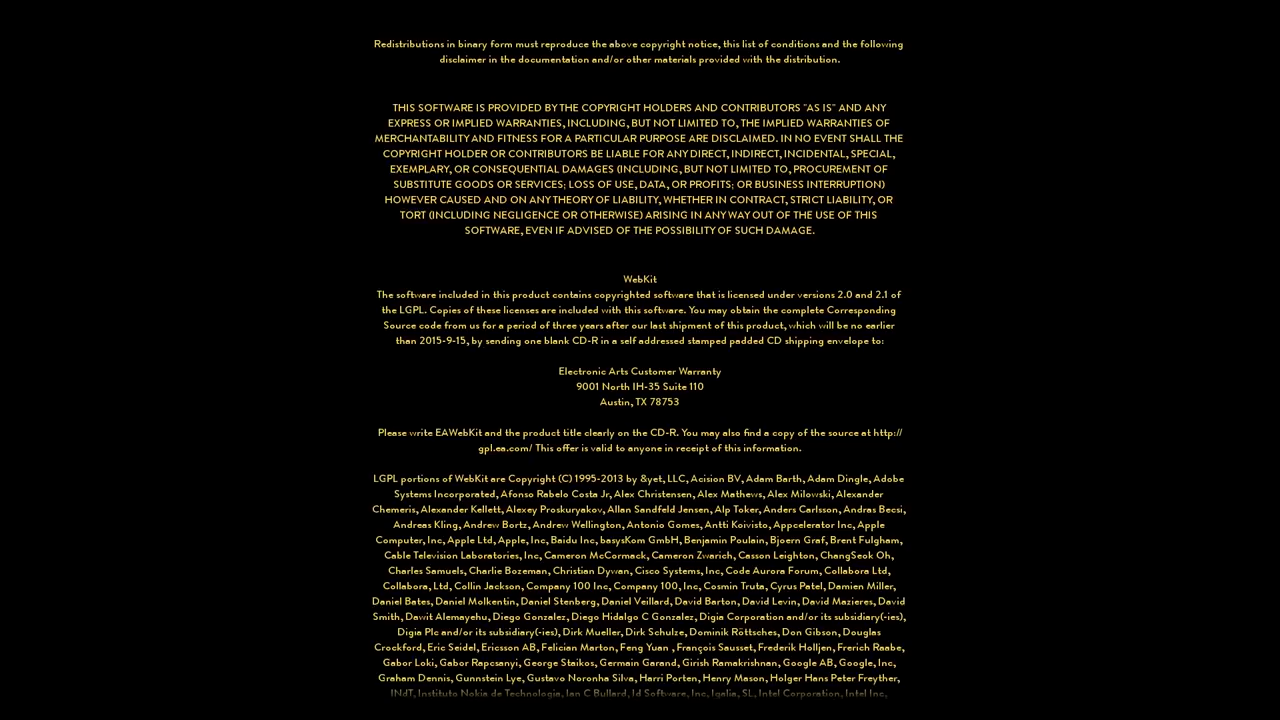 Redistributions in binary form must reproduce the above copyright notice, this list of conditions and the following
disclaimer in the documentation and/or other materials provided with the distribution.
THIS SOFTWARE IS PROVIDED BY THE COPYRIGHT HOLDERS AND CONTRIBUTORS "AS IS" AND ANY
EXPRESS OR IMPLIED WARRANTIES, INCLUDING, BUT NOT LIMITED TO, THE IMPLIED WARRANTIES OF
MERCHANTABILITY AND FITNESS FOR A PARTICULAR PURPOSE ARE DISCLAIMED. IN NO EVENT SHALL THE
COPYRIGHT HOLDER OR CONTRIBUTORS BE LIABLE FOR ANY DIRECT, INDIRECT, INCIDENTAL, SPECIAL,
EXEMPLARY, OR CONSEQUENTIAL DAMAGES (INCLUDING, BUT NOT LIMITED TO, PROCUREMENT OF
SUBSTITUTE GOODS OR SERVICES; LOSS OF USE, DATA, OR PROFITS; OR BUSINESS INTERRUPTION)
HOWEVER CAUSED AND ON ANY THEORY OF LIABILITY, WHETHER IN CONTRACT, STRICT LIABILITY, OR
TORT (INCLUDING NEGLIGENCE OR OTHERWISE) ARISING IN ANY WAY OUT OF THE USE OF THIS
SOFTWARE, EVEN IF ADVISED OF THE POSSIBILITY OF SUCH DAMAGE.
WebKit
The software included in this product contains copyrighted software that is licensed under versions 2.0 and 2.1 of
the LGPL. Copies of these licenses are included with this software. You may obtain the complete Corresponding
Source code from us for a period of three years after our last shipment of this product, which will be no earlier
than 2015-9-15, by sending one blank CD-R in a self addressed stamped padded CD shipping envelope to:
Electronic Arts Customer Warranty
9001 North IH-35 Suite 110
Austin, TX 78753
Please write EAWebKit and the product title clearly on the CD-R. You may also find a copy of the source at http://
gpl.ea.com/ This offer is valid to anyone in receipt of this information.
LGPL portions of WebKit are Copyright (C) 1995-2013 by &yet, LLC, Acision BV, Adam Barth, Adam Dingle, Adobe
Systems Incorporated, Afonso Rabelo Costa Jr, Alex Christensen, Alex Mathews, Alex Milowski, Alexander
Chemeris, Alexander Kellett, Alexey Proskuryakov, Allan Sandfeld Jensen, Alp Toker, Anders Carlsson, Andras Becsi,
Andreas Kling, Andrew Bortz, Andrew Wellington, Antonio Gomes, Antti Koivisto, Appcelerator Inc, Apple
Computer, Inc, Apple Ltd, Apple, Inc, Baidu Inc, basysKom GmbH, Benjamin Poulain, Bjoern Graf, Brent Fulgham,
Cable Television Laboratories, Inc, Cameron McCormack, Cameron Zwarich, Casson Leighton, ChangSeok Oh,
Charles Samuels, Charlie Bozeman, Christian Dywan, Cisco Systems, Inc, Code Aurora Forum, Collabora Ltd,
Collabora, Ltd, Collin Jackson, Company 100 Inc, Company 100, Inc, Cosmin Truta, Cyrus Patel, Damien Miller,
Daniel Bates, Daniel Molkentin, Daniel Stenberg, Daniel Veillard, David Barton, David Levin, David Mazieres, David
Smith, Dawit Alemayehu, Diego Gonzalez, Diego Hidalgo C Gonzalez, Digia Corporation and/or its subsidiary(-ies),
Digia Plc and/or its subsidiary(-ies), Dirk Mueller, Dirk Schulze, Dominik Röttsches, Don Gibson, Douglas
Crockford, Eric Seidel, Ericsson AB, Felician Marton, Feng Yuan , François Sausset, Frederik Holljen, Frerich Raabe,
Gabor Loki, Gabor Rapcsanyi, George Staikos, Germain Garand, Girish Ramakrishnan, Google AB, Google, Inc,
Graham Dennis, Gunnstein Lye, Gustavo Noronha Silva, Harri Porten, Henry Mason, Holger Hans Peter Freyther,
INdT, Instituto Nokia de Technologia, Ian C Bullard, Id Software, Inc, Igalia, SL, Intel Corporation, Intel Inc,